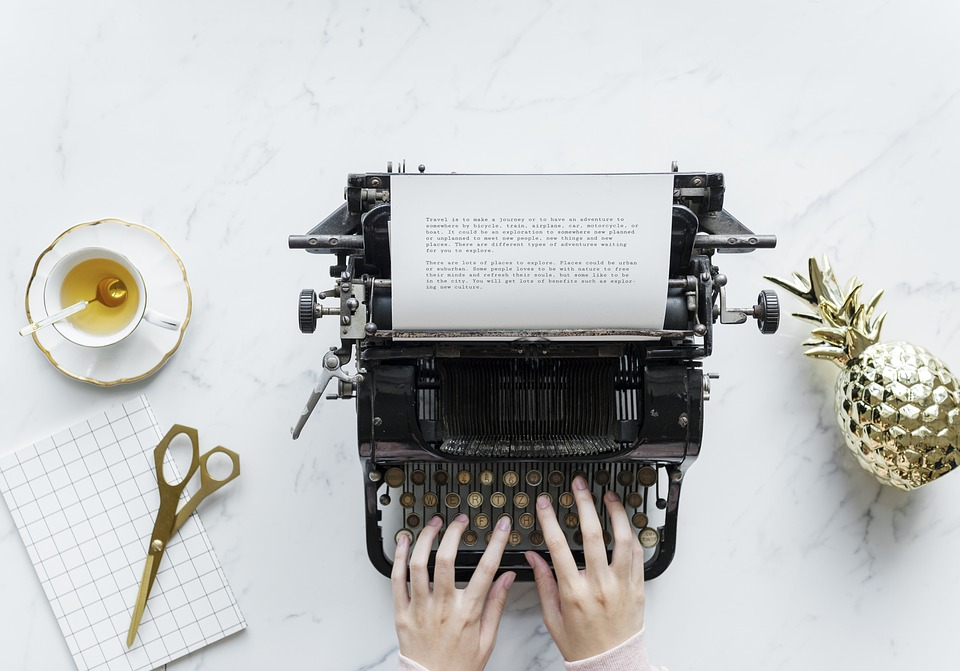 Travel is to make a journey or to have an adventure to
somewhere by bicycle, train, airplane, car, motorcycle, or
boat. It could be an exploration to somewhere new planned
or unplanned to meet new people, new things and new
places. There are different types of adventures waiting
for you to explore.
There are lots of places to explore. Places could be urban
or suburban. Some people loves to be with nature to free
their minds and refresh their souls, but some like to be
in the city. You will get lots of benefits such as explor-
ing new culture.